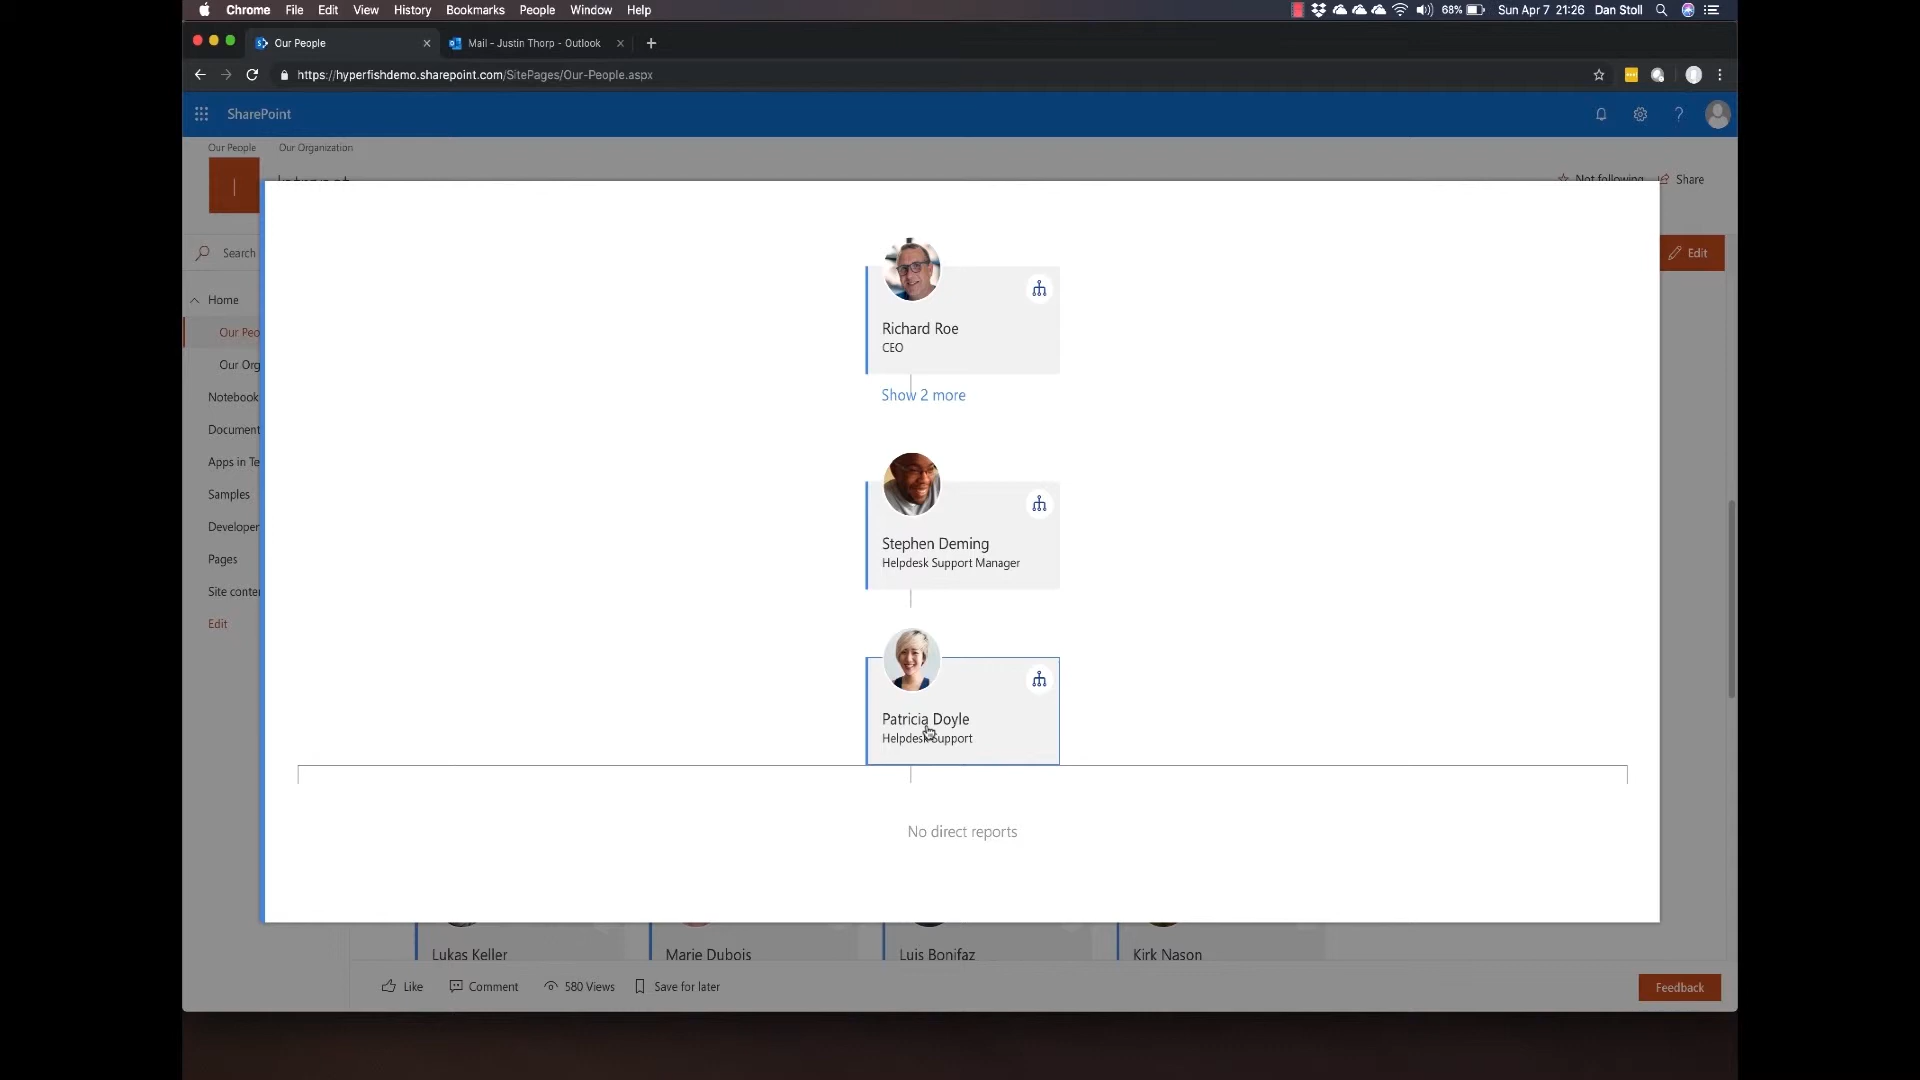 Chrome File Edit View History Bookmarks People Window Help 68% Sun Apr 7 21:26 Dan Stoll
Our People Mail - Justin Thorp - Outlook
https://hyperfishdemo.sharepoint.com/SitePages/Our-People.aspx
SharePoint
Our People Our Organization
Not following Share
Search Edit
Home
Our Peo
Our Org
Notebook
Document
Apps in Te
Samples
Developer
Pages
Site conte
Edit
Richard Roe
CEO
Show 2 more
Stephen Deming
Helpdesk Support Manager
Patricia Doyle
Helpdesk Support
No direct reports
Lukas Keller Marie Dubois Luis Bonifaz Kirk Nason
Like Comment 580 Views Save for later Feedback